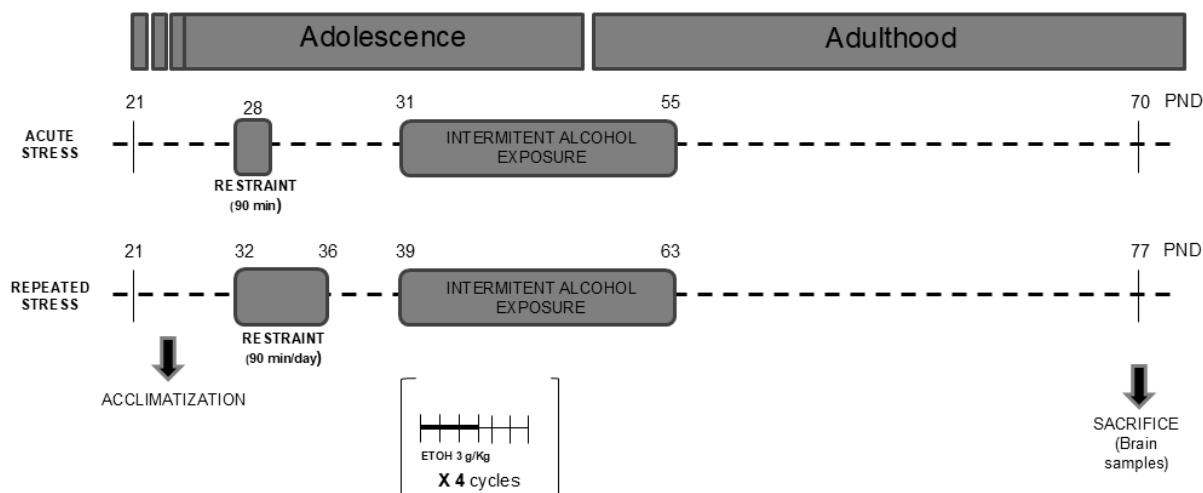 Adolescence
Adulthood
21
28
31
55
70
PND
ACUTE
STRESS
INTERMITENT ALCOHOL
EXPOSURE
RESTRAINT
(90 min)
21
32
36
39
63
77
PND
REPEATED
STRESS
INTERMITENT ALCOHOL
EXPOSURE
RESTRAINT
(90 min/day)
ACCLIMATIZATION
ETOH 3 g/Kg
X 4 cycles
SACRIFICE
(Brain
samples)